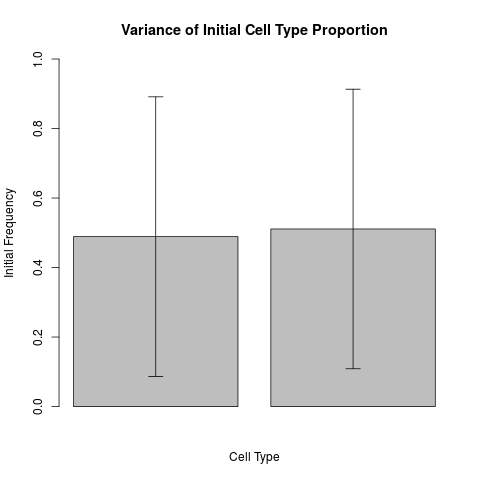 Variance of Initial Cell Type Proportion
1.0
0.8
0.6
0.4
0.2
0.0
Initial Frequency
Cell Type